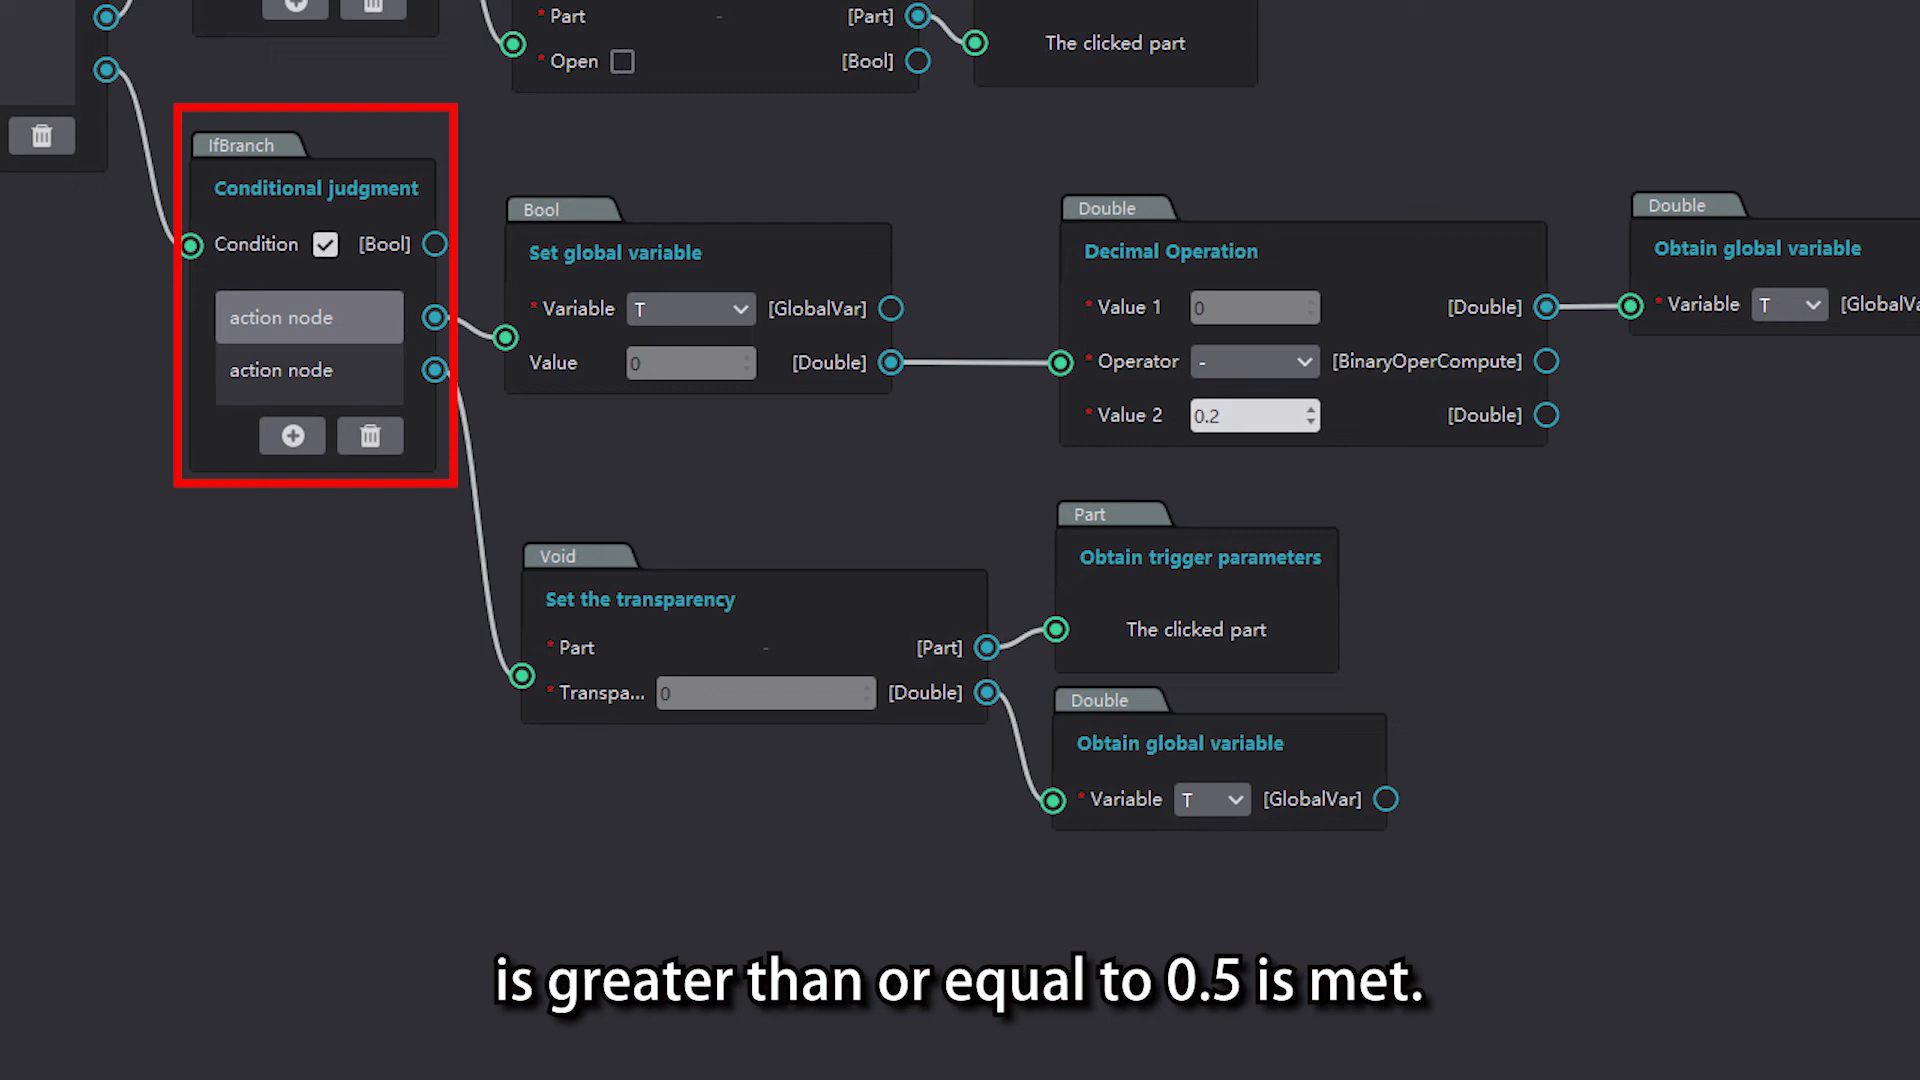 * Part - [Part]
* Open [Bool]
The clicked part
IfBranch
Conditional judgment
Condition [Bool]
action node
action node
Bool
Set global variable
* Variable T [GlobalVar]
Value 0 [Double]
Double
Decimal Operation
* Value 1 0 [Double]
* Operator - [BinaryOperCompute]
* Value 2 0.2 [Double]
Double
Obtain global variable
* Variable T [GlobalVa
Void
Set the transparency
* Part - [Part]
* Transpa... 0 [Double]
Part
Obtain trigger parameters
The clicked part
Double
Obtain global variable
* Variable T [GlobalVar]
is greater than or equal to 0.5 is met.